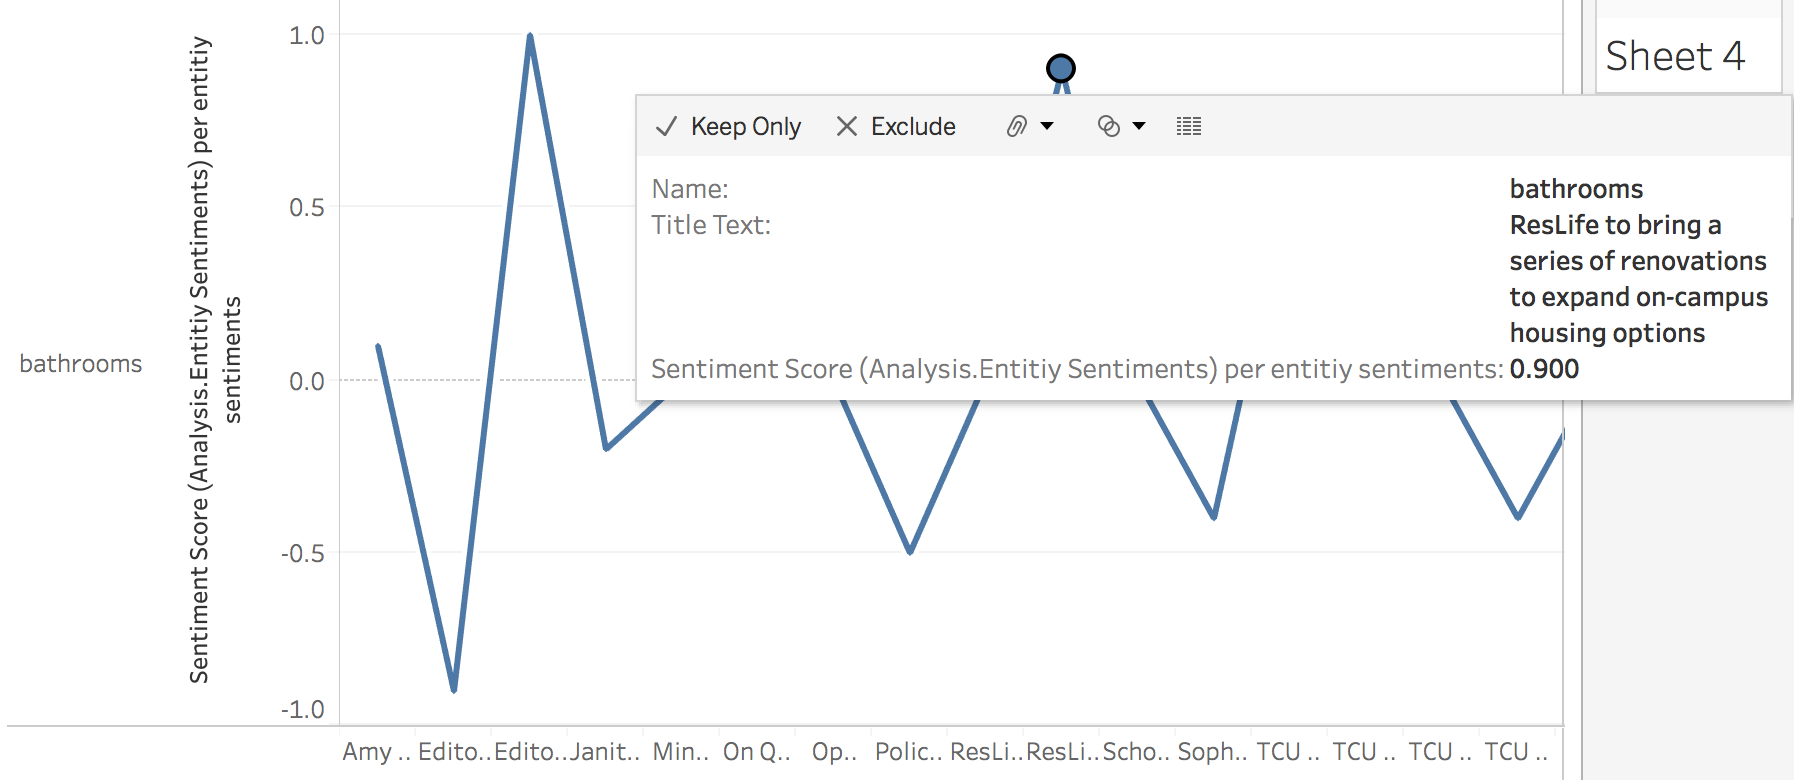 Sheet 4
Keep Only
Exclude
Name: bathrooms
Title Text: ResLife to bring a
series of renovations
to expand on-campus
housing options
Sentiment Score (Analysis.Entitiy Sentiments) per entitiy sentiments: 0.900
bathrooms
Sentiment Score (Analysis.Entitiy Sentiments) per entitiy
sentiments
1.0
0.5
0.0
-0.5
-1.0
Amy .. Edito.. Edito.. Janit.. Min.. On Q.. Op.. Polic.. ResLi.. ResLi.. Scho.. Soph.. TCU .. TCU .. TCU .. TCU ..